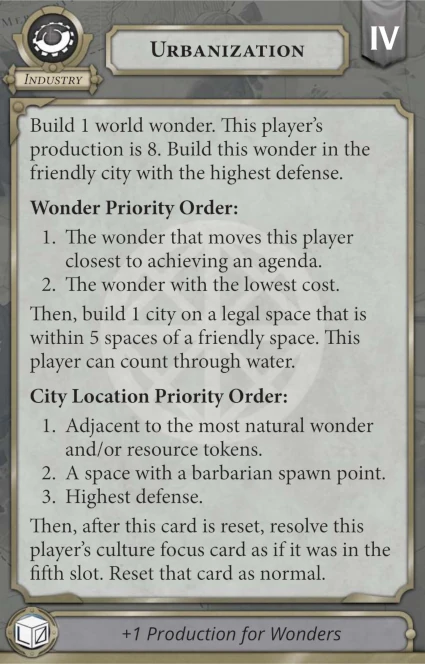 URBANIZATION
IV
INDUSTRY
Build 1 world wonder. This player's
production is 8. Build this wonder in the
friendly city with the highest defense.
Wonder Priority Order:
1. The wonder that moves this player
closest to achieving an agenda.
2. The wonder with the lowest cost.
Then, build 1 city on a legal space that is
within 5 spaces of a friendly space. This
player can count through water.
City Location Priority Order:
1. Adjacent to the most natural wonder
and/or resource tokens.
2. A space with a barbarian spawn point.
3. Highest defense.
Then, after this card is reset, resolve this
player's culture focus card as if it was in the
fifth slot. Reset that card as normal.
+1 Production for Wonders